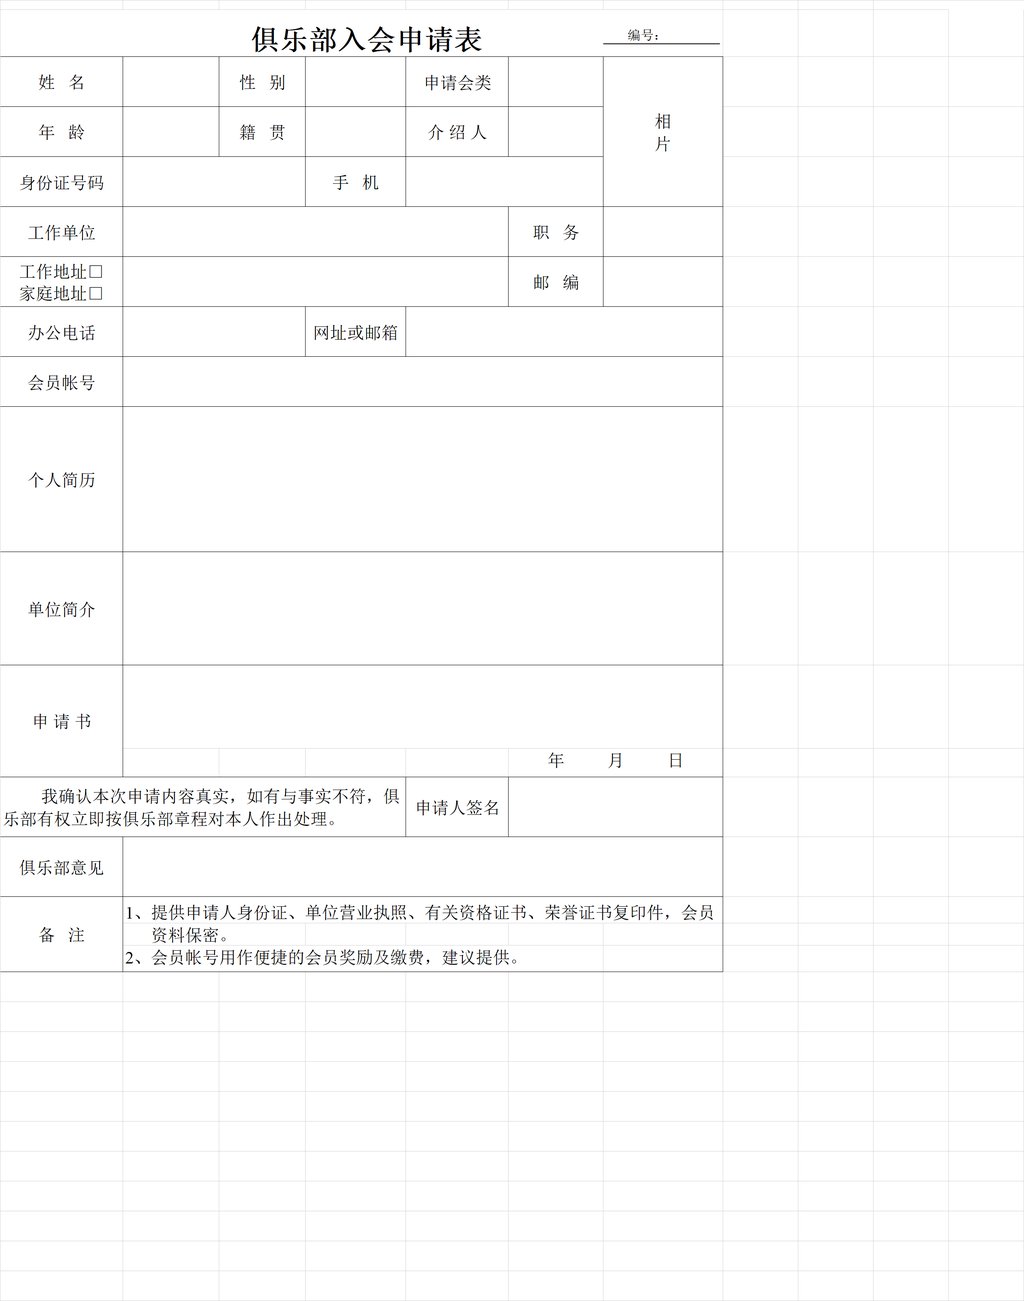 俱乐部入会申请表
编号：
姓 名 性 别 申请会类
相
片
年 龄 籍 贯 介 绍 人
身份证号码 手 机
工作单位 职 务
工作地址□
家庭地址□
邮 编
办公电话 网址或邮箱
会员帐号
个人简历
单位简介
申 请 书
年 月 日
我确认本次申请内容真实，如有与事实不符，俱
乐部有权立即按俱乐部章程对本人作出处理。
申请人签名
俱乐部意见
备 注
1、提供申请人身份证、单位营业执照、有关资格证书、荣誉证书复印件，会员
资料保密。
2、会员帐号用作便捷的会员奖励及缴费，建议提供。